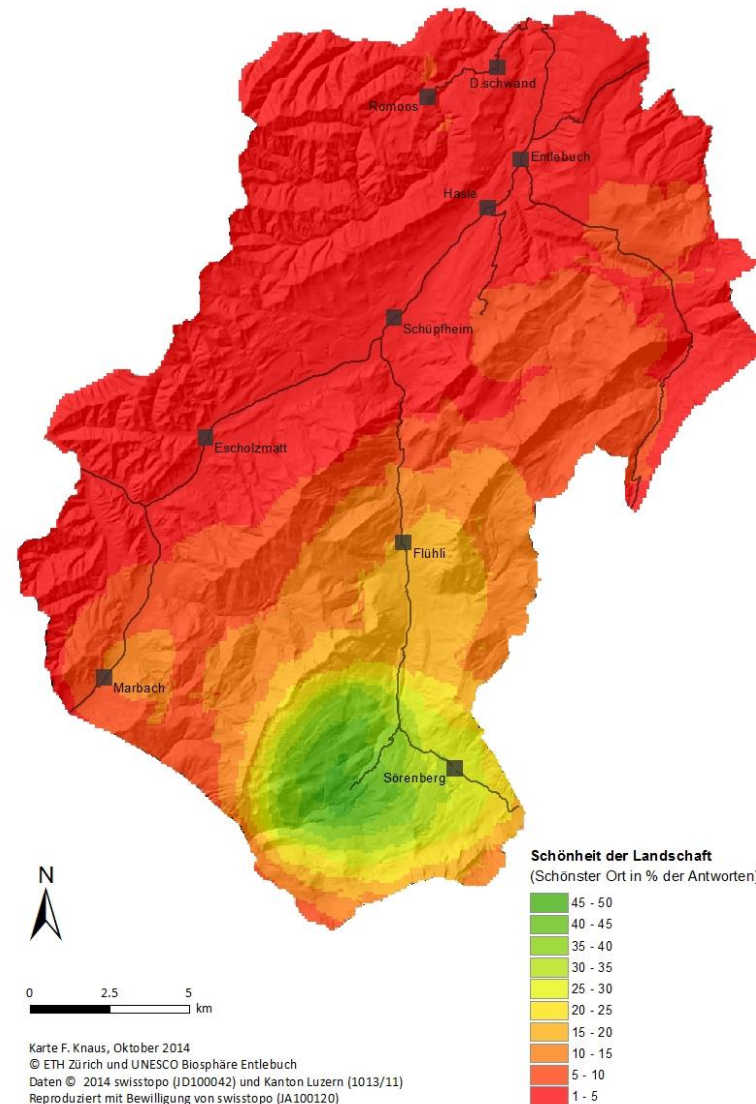 D.schwand
Romoos
Entlebuch
Hasle
Schüpfheim
Escholzmatt
Flühli
Marbach
Sörenberg
Schönheit der Landschaft
(Schönster Ort in % der Antworten)
45 - 50
40 - 45
35 - 40
30 - 35
25 - 30
20 - 25
15 - 20
10 - 15
5 - 10
1 - 5
N
0 2.5 5
km
Karte F. Knaus, Oktober 2014
© ETH Zürich und UNESCO Biosphäre Entlebuch
Daten © 2014 swisstopo (JD100042) und Kanton Luzern (1013/11)
Reproduziert mit Bewilligung von swisstopo (JA100120)